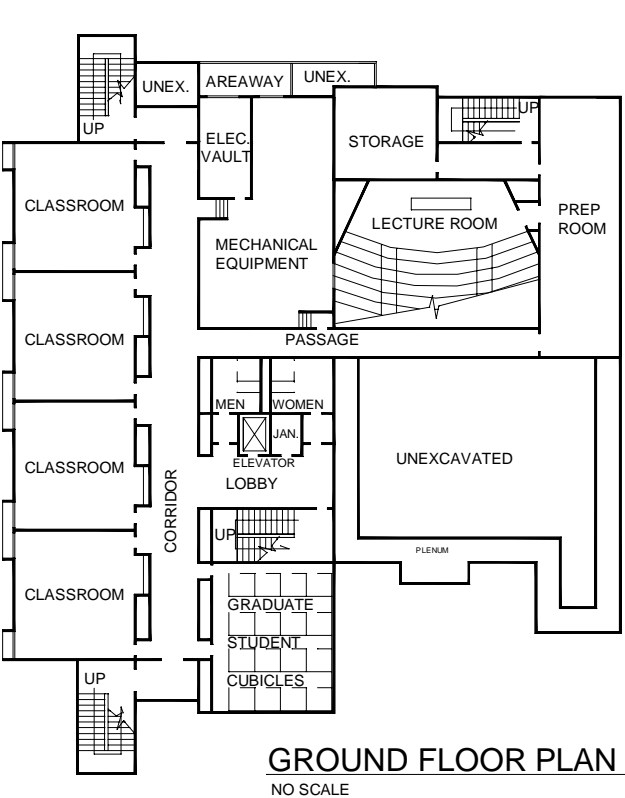 UNEX.
AREAWAY
UNEX.
UP
UP
ELEC.
VAULT
STORAGE
CLASSROOM
LECTURE ROOM
PREP
ROOM
MECHANICAL
EQUIPMENT
CLASSROOM
PASSAGE
MEN
WOMEN
JAN.
ELEVATOR
UNEXCAVATED
CLASSROOM
LOBBY
CORRIDOR
UP
PLENUM
CLASSROOM
GRADUATE
STUDENT
CUBICLES
UP
GROUND FLOOR PLAN
NO SCALE